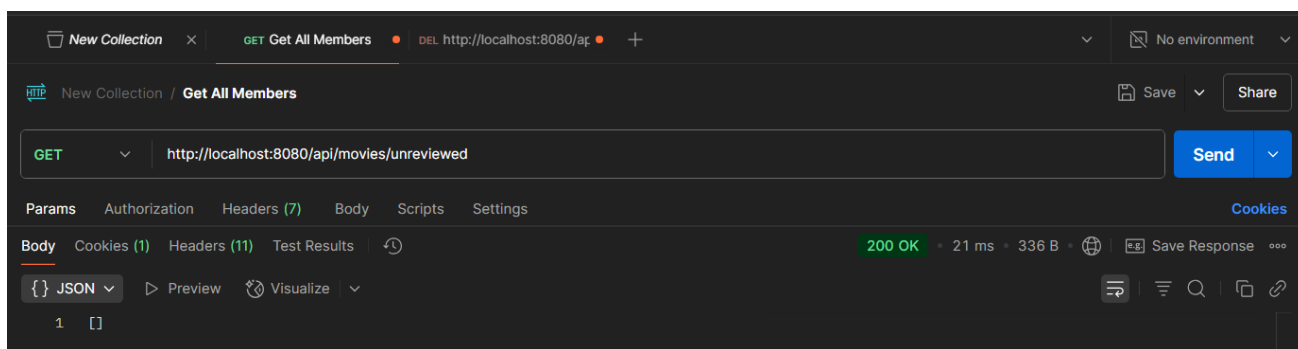 New Collection × GET Get All Members DEL http://localhost:8080/ap + No environment
HTTP New Collection / Get All Members Save Share
GET http://localhost:8080/api/movies/unreviewed Send
Params Authorization Headers (7) Body Scripts Settings Cookies
Body Cookies (1) Headers (11) Test Results 200 OK • 21 ms • 336 B • e.g. Save Response
{} JSON Preview Visualize
1 []